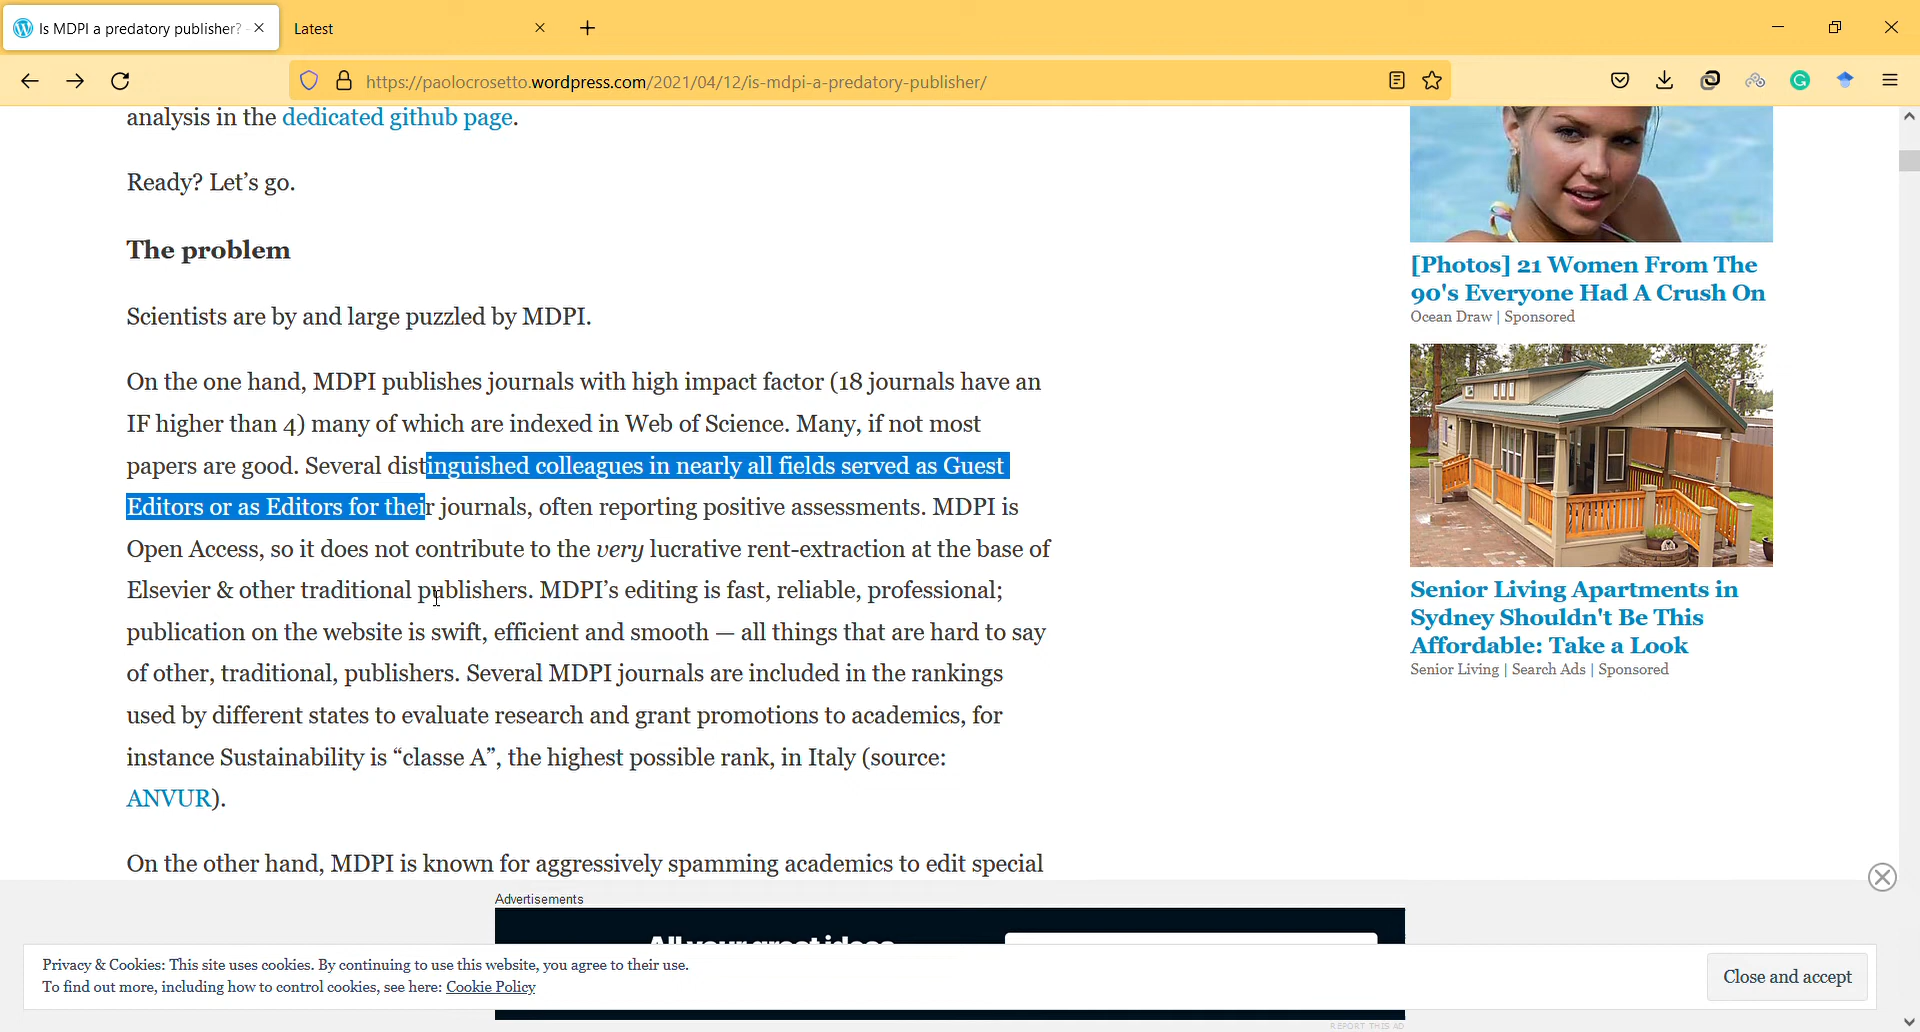 Is MDPI a predatory publisher? -
Latest
https://paolocrosetto.wordpress.com/2021/04/12/is-mdpi-a-predatory-publisher/
analysis in the dedicated github page.
Ready? Let’s go.
The problem
Scientists are by and large puzzled by MDPI.
On the one hand, MDPI publishes journals with high impact factor (18 journals have an
IF higher than 4) many of which are indexed in Web of Science. Many, if not most
papers are good. Several distinguished colleagues in nearly all fields served as Guest
Editors or as Editors for their journals, often reporting positive assessments. MDPI is
Open Access, so it does not contribute to the very lucrative rent-extraction at the base of
Elsevier & other traditional publishers. MDPI’s editing is fast, reliable, professional;
publication on the website is swift, efficient and smooth — all things that are hard to say
of other, traditional, publishers. Several MDPI journals are included in the rankings
used by different states to evaluate research and grant promotions to academics, for
instance Sustainability is “classe A”, the highest possible rank, in Italy (source:
ANVUR).
On the other hand, MDPI is known for aggressively spamming academics to edit special
[Photos] 21 Women From The
90's Everyone Had A Crush On
Ocean Draw | Sponsored
Senior Living Apartments in
Sydney Shouldn't Be This
Affordable: Take a Look
Senior Living | Search Ads | Sponsored
Advertisements
All your great ideas
Privacy & Cookies: This site uses cookies. By continuing to use this website, you agree to their use.
To find out more, including how to control cookies, see here: Cookie Policy
Close and accept
REPORT THIS AD